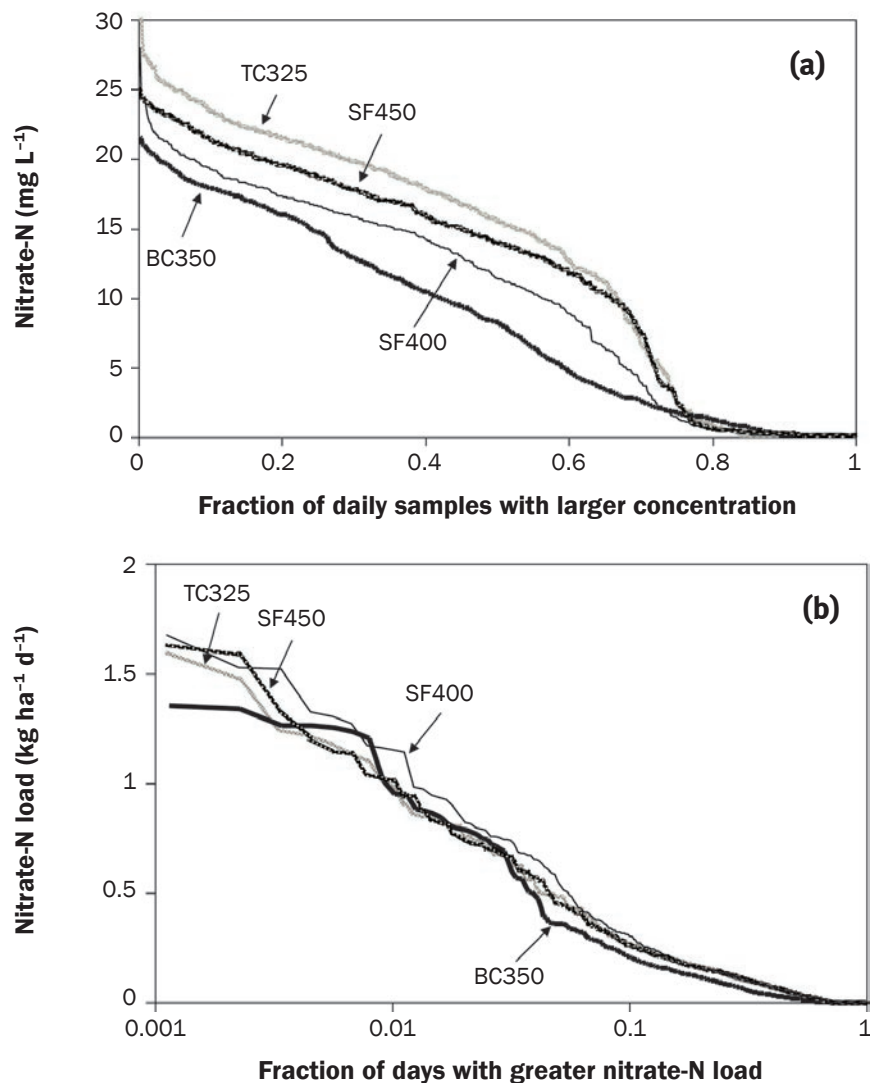 (a)
Nitrate-N (mg L⁻¹)
30
25
20
15
10
5
0
TC325
SF450
BC350
SF400
0 0.2 0.4 0.6 0.8 1
Fraction of daily samples with larger concentration
(b)
Nitrate-N load (kg ha⁻¹ d⁻¹)
2
1.5
1
0.5
0
TC325
SF450
SF400
BC350
0.001 0.01 0.1 1
Fraction of days with greater nitrate-N load